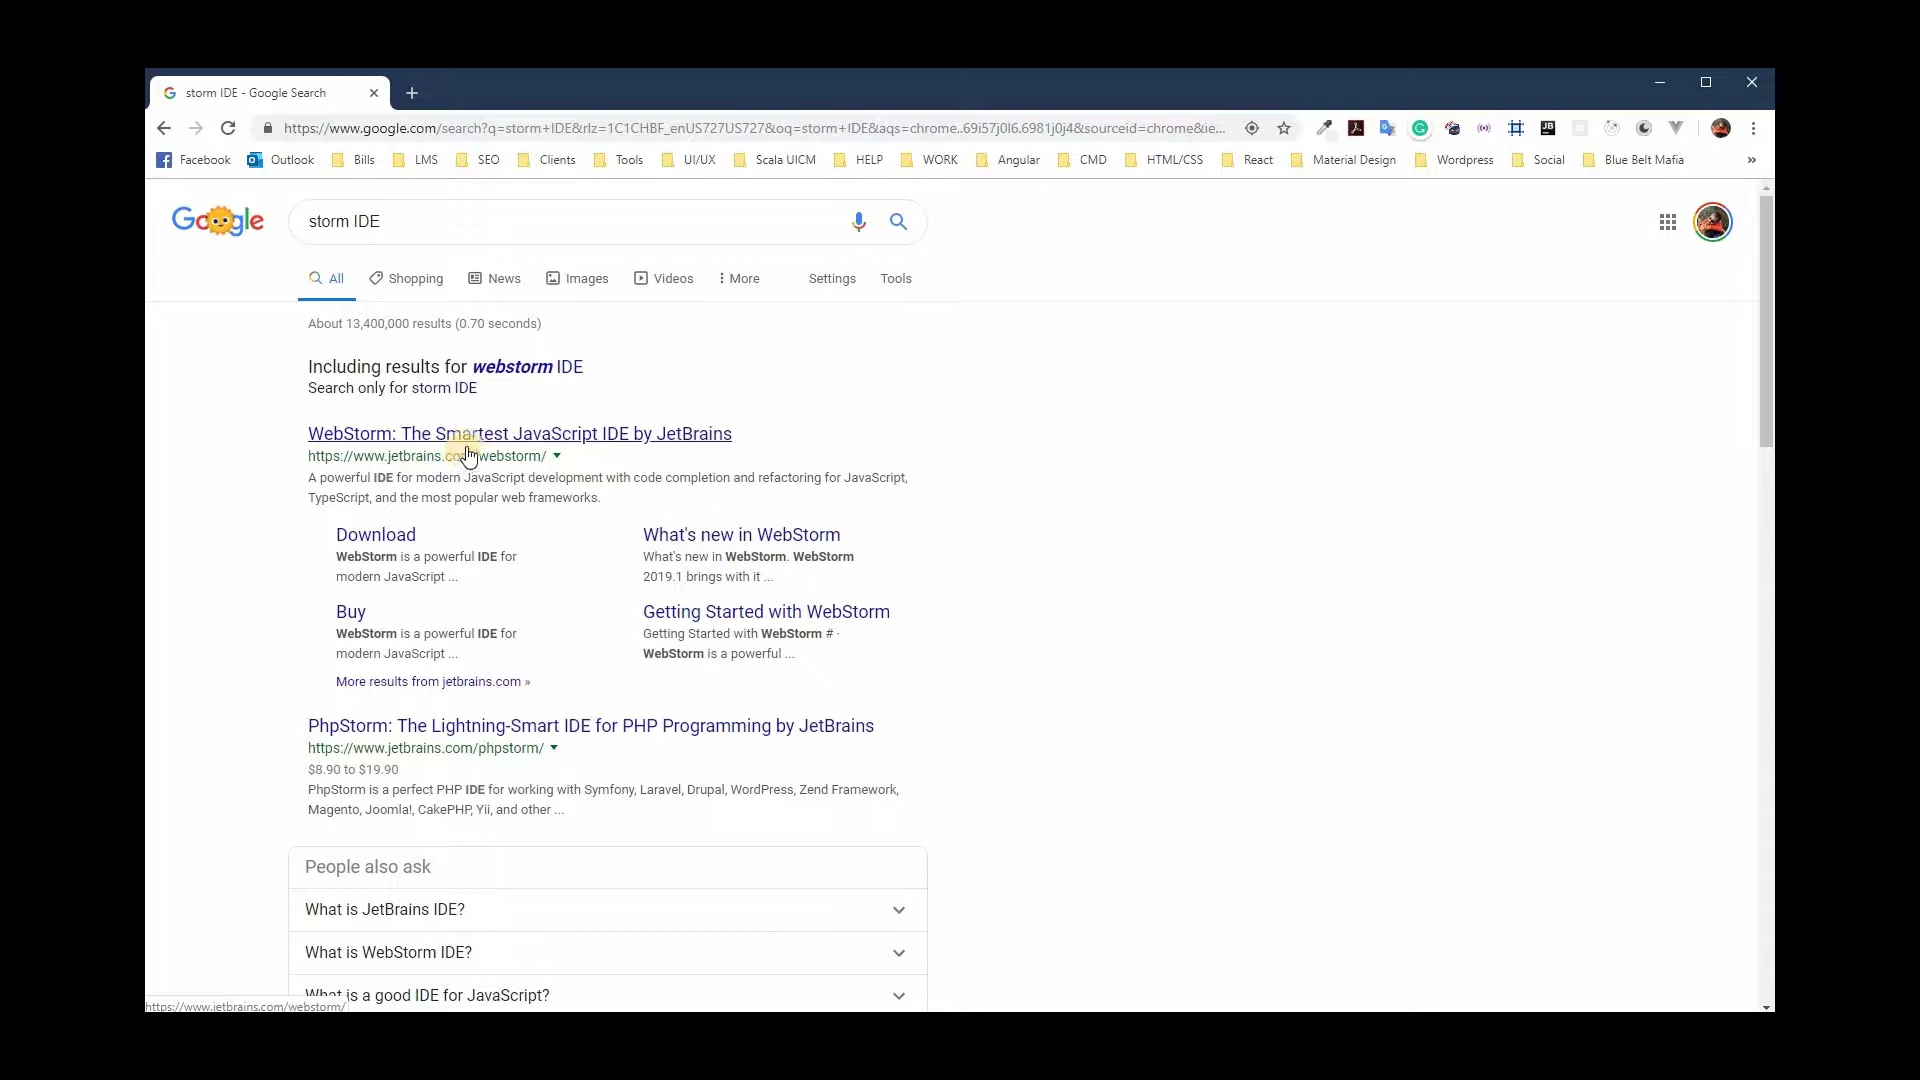 storm IDE - Google Search
https://www.google.com/search?q=storm+IDE&rlz=1C1CHBF_enUS727US727&oq=storm+IDE&aqs=chrome..69i57j0l6.6981j0j4&sourceid=chrome&ie...
Facebook Outlook Bills LMS SEO Clients Tools UI/UX Scala UICM HELP WORK Angular CMD HTML/CSS React Material Design Wordpress Social Blue Belt Mafia »
Google storm IDE
All Shopping News Images Videos More Settings Tools
About 13,400,000 results (0.70 seconds)
Including results for webstorm IDE
Search only for storm IDE
WebStorm: The Smartest JavaScript IDE by JetBrains
https://www.jetbrains.com/webstorm/
A powerful IDE for modern JavaScript development with code completion and refactoring for JavaScript,
TypeScript, and the most popular web frameworks.
Download
WebStorm is a powerful IDE for
modern JavaScript ...
What's new in WebStorm
What's new in WebStorm. WebStorm
2019.1 brings with it ...
Buy
WebStorm is a powerful IDE for
modern JavaScript ...
Getting Started with WebStorm
Getting Started with WebStorm # ·
WebStorm is a powerful ...
More results from jetbrains.com »
PhpStorm: The Lightning-Smart IDE for PHP Programming by JetBrains
https://www.jetbrains.com/phpstorm/
$8.90 to $19.90
PhpStorm is a perfect PHP IDE for working with Symfony, Laravel, Drupal, WordPress, Zend Framework,
Magento, Joomla!, CakePHP, Yii, and other ...
People also ask
What is JetBrains IDE?
What is WebStorm IDE?
What is a good IDE for JavaScript?
https://www.jetbrains.com/webstorm/